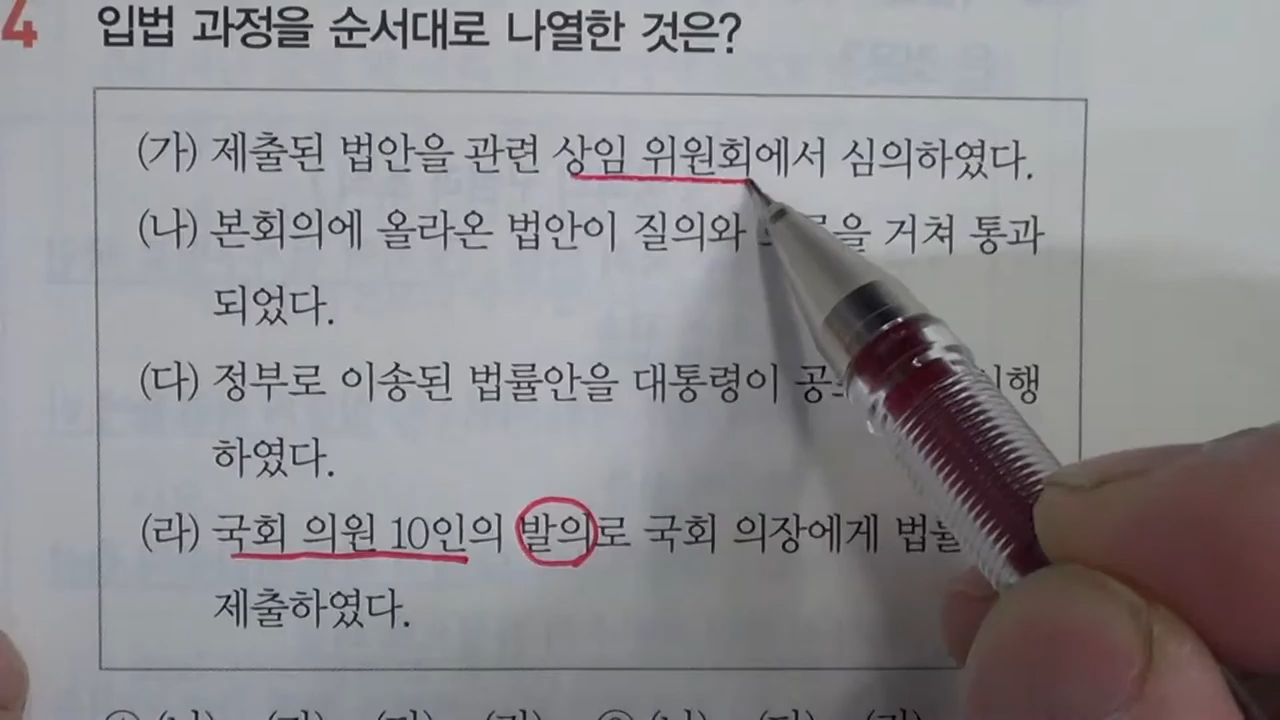 4 입법 과정을 순서대로 나열한 것은?
(가) 제출된 법안을 관련 상임 위원회에서 심의하였다.
(나) 본회의에 올라온 법안이 질의와 거쳐 통과
되었다.
(다) 정부로 이송된 법률안을 대통령이
하였다.
(라) 국회 의원 10인의 발의로 국회 의장에게
제출하였다.